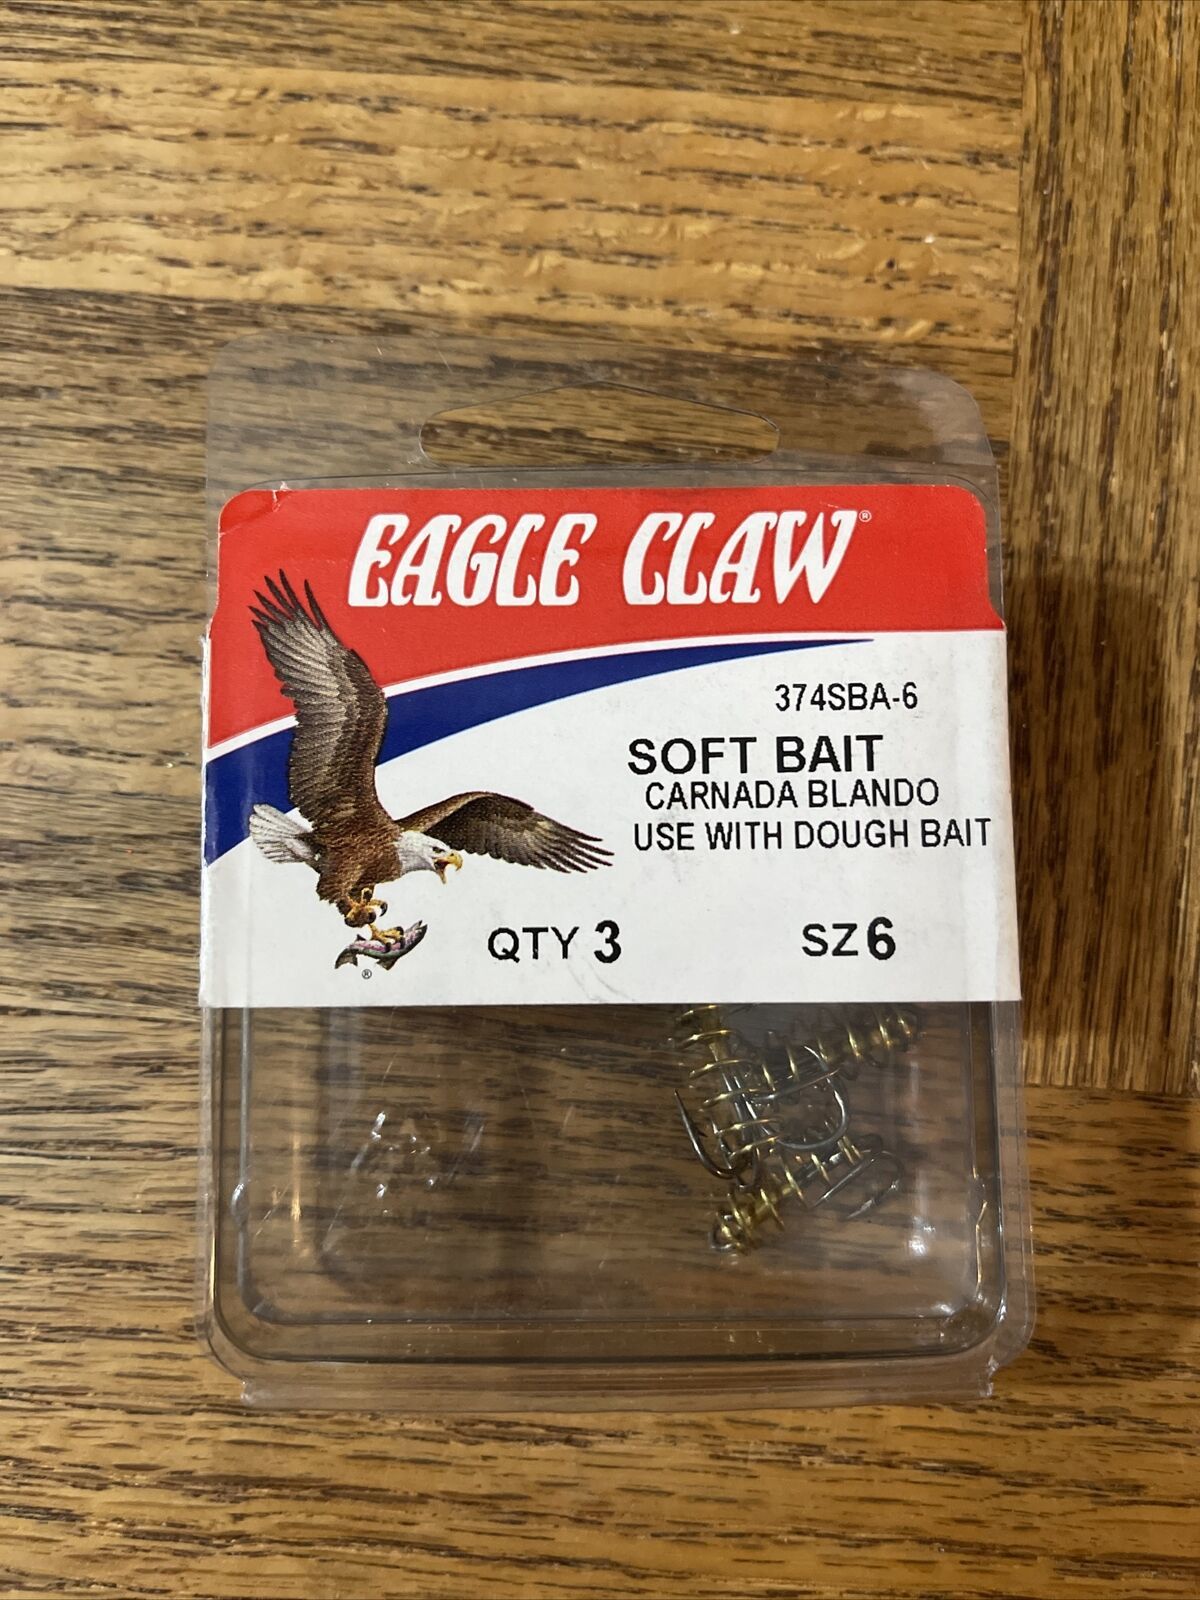 EAGLE CLAW®
374SBA-6
SOFT BAIT
CARNADA BLANDO
USE WITH DOUGH BAIT
QTY 3 SZ 6
®